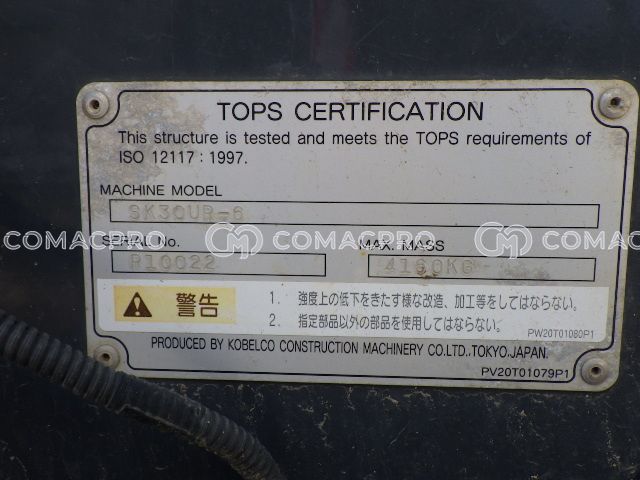 TOPS CERTIFICATION
This structure is tested and meets the TOPS requirements of
ISO 12117 : 1997.
MACHINE MODEL
SK30UR-6
COMACPRO COMACPRO COMACPRO
SERIAL No. MAX. MASS
4160KG
警告
1. 強度上の低下をきたす様な改造、加工等をしてはならない。
2. 指定部品以外の部品を使用してはならない。
PW20T01080P1
PRODUCED BY KOBELCO CONSTRUCTION MACHINERY CO.LTD.,TOKYO,JAPAN.
PV20T01079P1